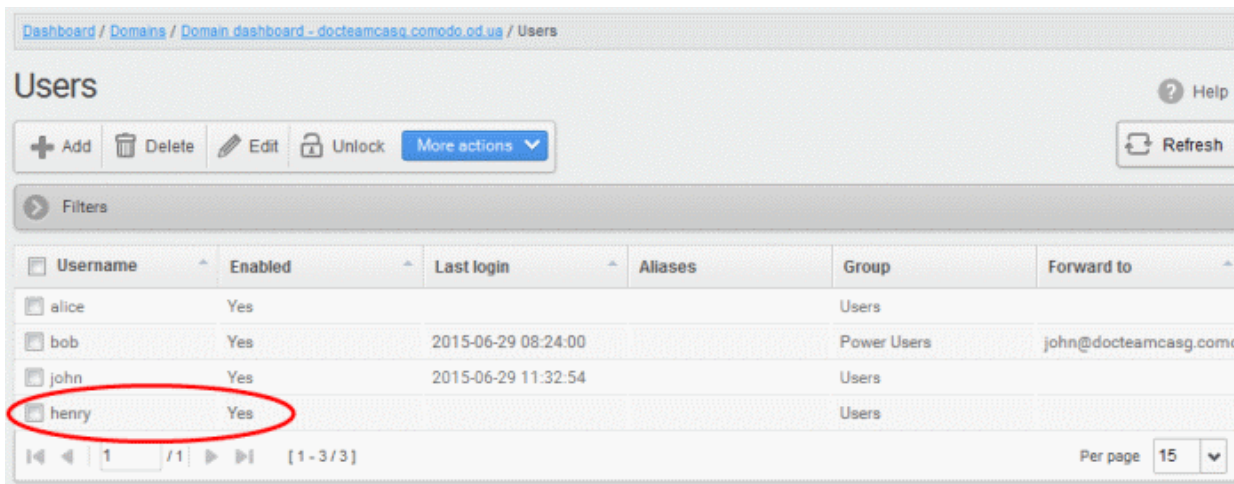 Dashboard / Domains / Domain dashboard - docteamcasg.comodo.od.ua / Users
Users
Help
Add Delete Edit Unlock More actions
Refresh
Filters
Username Enabled Last login Aliases Group Forward to
alice Yes Users
bob Yes 2015-06-29 08:24:00 Power Users john@docteamcasg.como
john Yes 2015-06-29 11:32:54 Users
henry Yes Users
1 / 1 [ 1 - 3 / 3 ] Per page 15